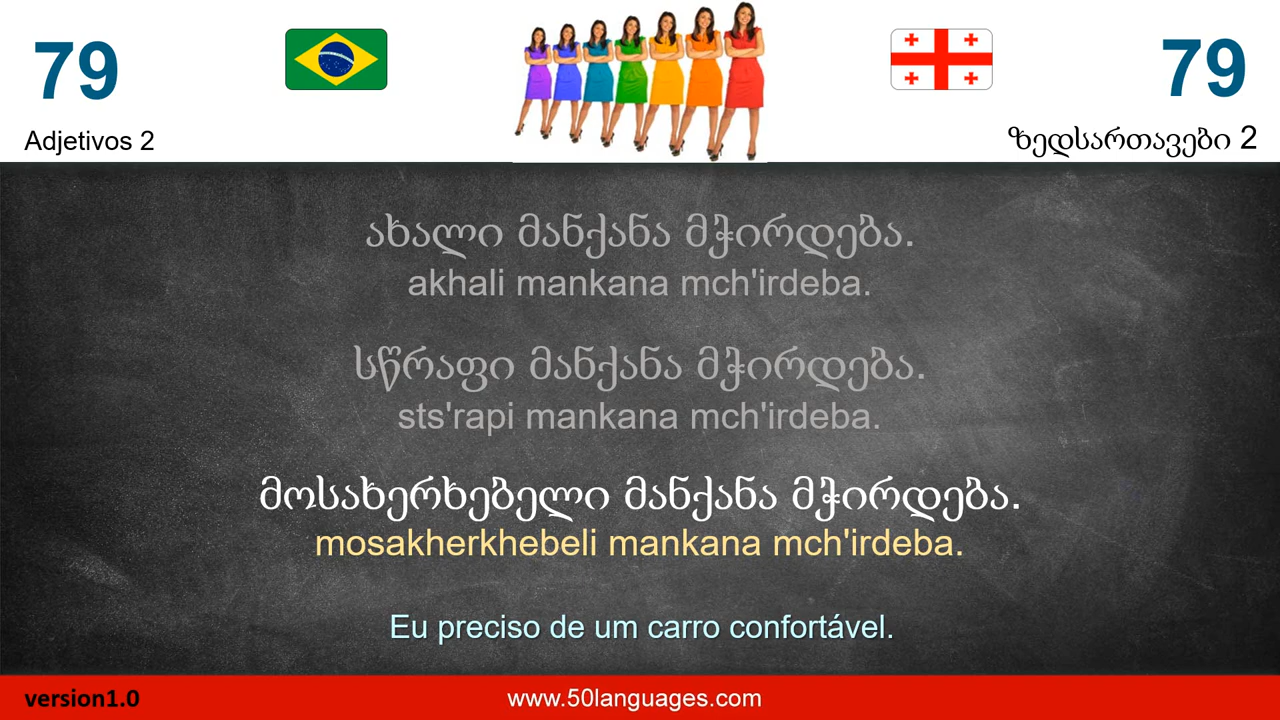 79
79
Adjetivos 2
ზედსართავები 2
ახალი მანქანა მჭირდება.
akhali mankana mch'irdeba.
სწრაფი მანქანა მჭირდება.
sts'rapi mankana mch'irdeba.
მოსახერხებელი მანქანა მჭირდება.
mosakherkhebeli mankana mch'irdeba.
Eu preciso de um carro confortável.
version1.0
www.50languages.com